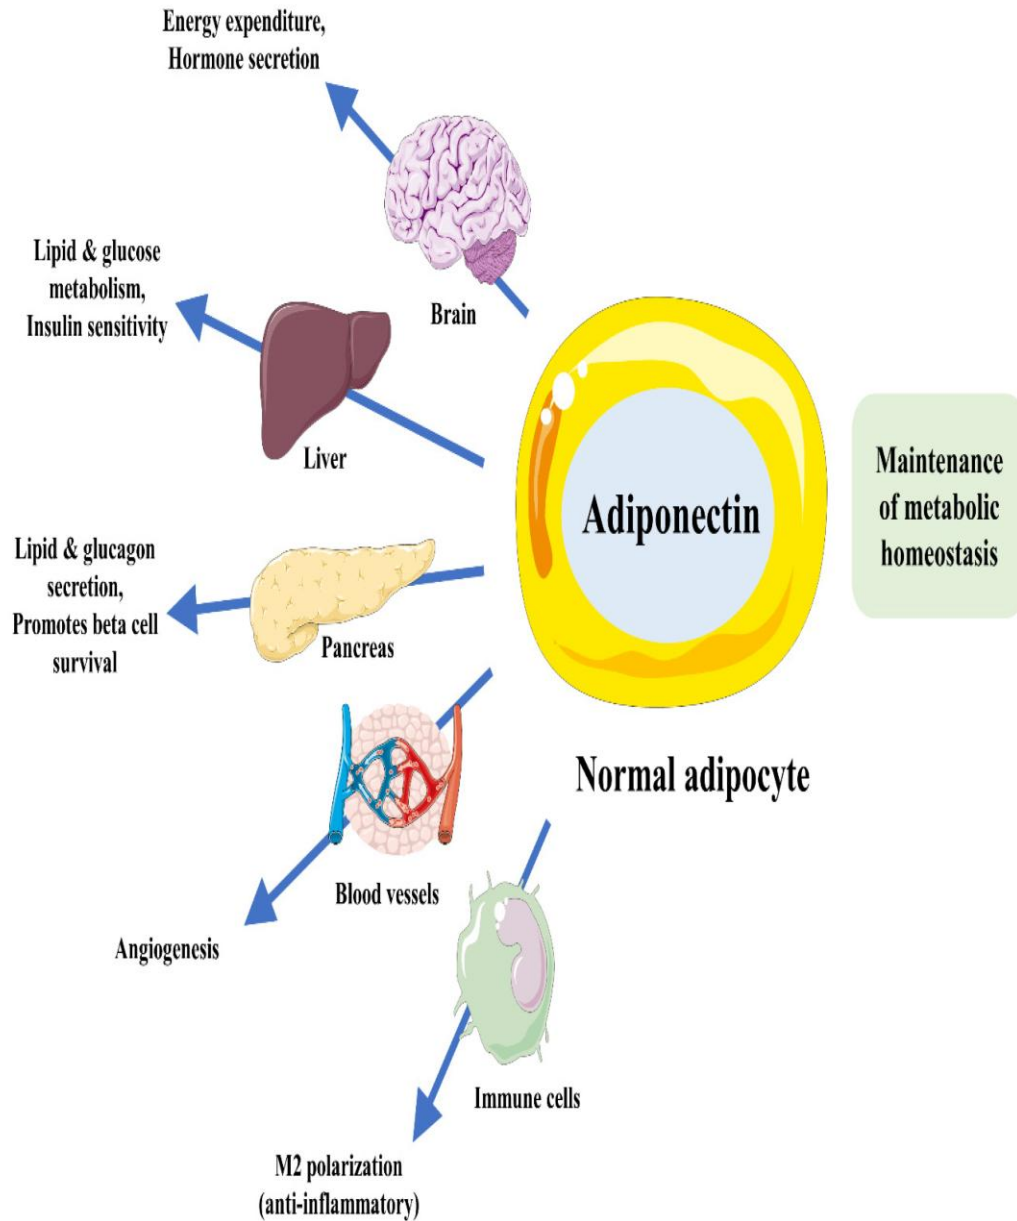 Energy expenditure,
Hormone secretion
Brain
Lipid & glucose
metabolism,
Insulin sensitivity
Liver
Adiponectin
Maintenance
of metabolic
homeostasis
Lipid & glucagon
secretion,
Promotes beta cell
survival
Pancreas
Normal adipocyte
Blood vessels
Angiogenesis
Immune cells
M2 polarization
(anti-inflammatory)